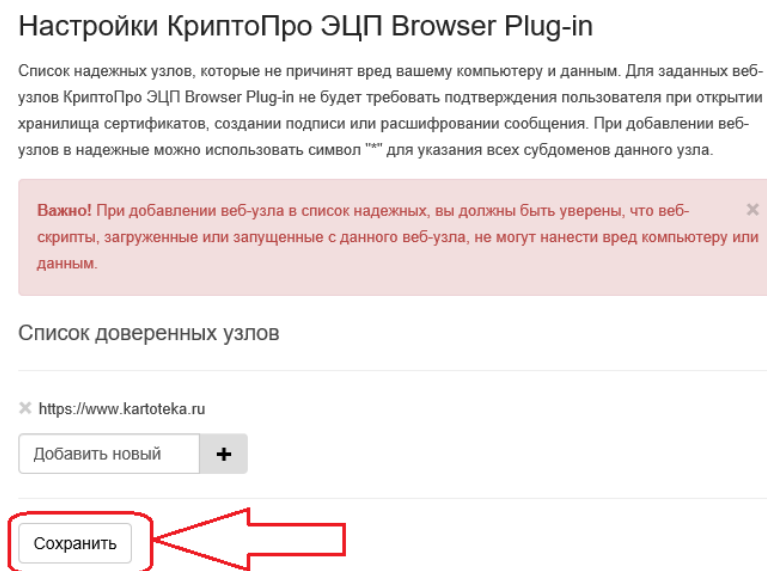 Настройки КриптоПро ЭЦП Browser Plug-in
Список надежных узлов, которые не причинят вред вашему компьютеру и данным. Для заданных веб-
узлов КриптоПро ЭЦП Browser Plug-in не будет требовать подтверждения пользователя при открытии
хранилища сертификатов, создании подписи или расшифровании сообщения. При добавлении веб-
узлов в надежные можно использовать символ "*" для указания всех субдоменов данного узла.
Важно! При добавлении веб-узла в список надежных, вы должны быть уверены, что веб-
скрипты, загруженные или запущенные с данного веб-узла, не могут нанести вред компьютеру или
данным.
Список доверенных узлов
https://www.kartoteka.ru
Добавить новый
Сохранить